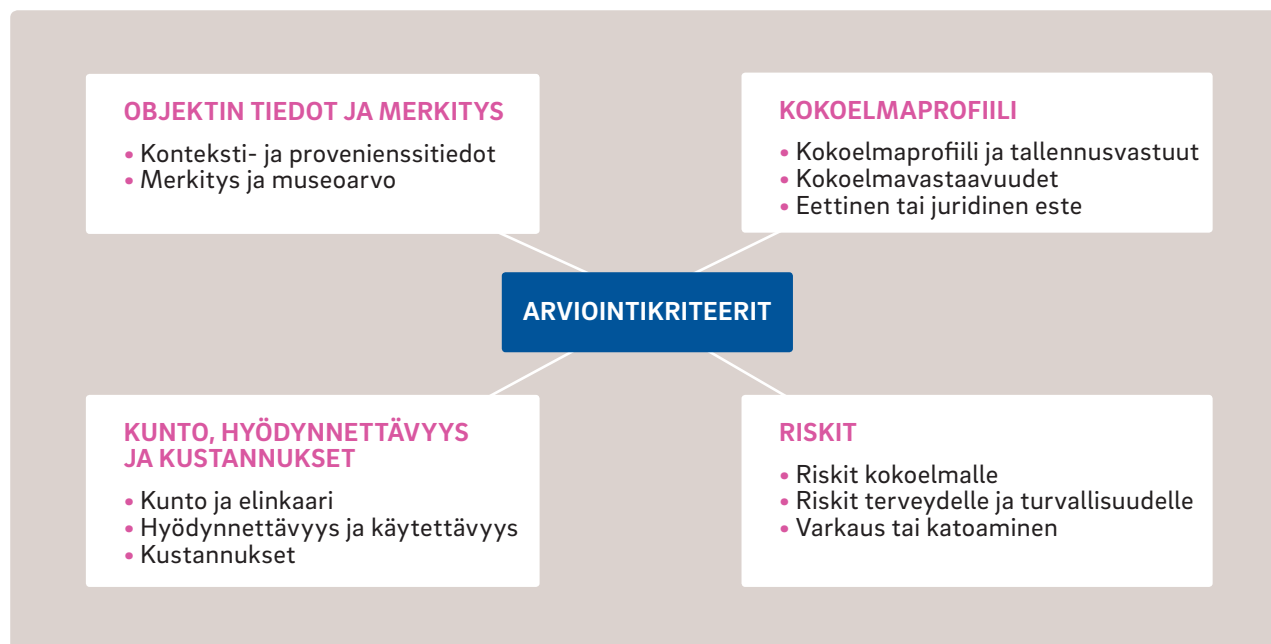 OBJEKTIN TIEDOT JA MERKITYS
• Konteksti- ja provenienssitiedot
• Merkitys ja museoarvo
KOKOELMAPROFIILI
• Kokoelmaprofiili ja tallennusvastuut
• Kokoelmavastaavuudet
• Eettinen tai juridinen este
ARVIOINTIKRITEERIT
KUNTO, HYÖDYNNETTÄVYYS
JA KUSTANNUKSET
• Kunto ja elinkaari
• Hyödynnettävyys ja käytettävyys
• Kustannukset
RISKIT
• Riskit kokoelmalle
• Riskit terveydelle ja turvallisuudelle
• Varkaus tai katoaminen